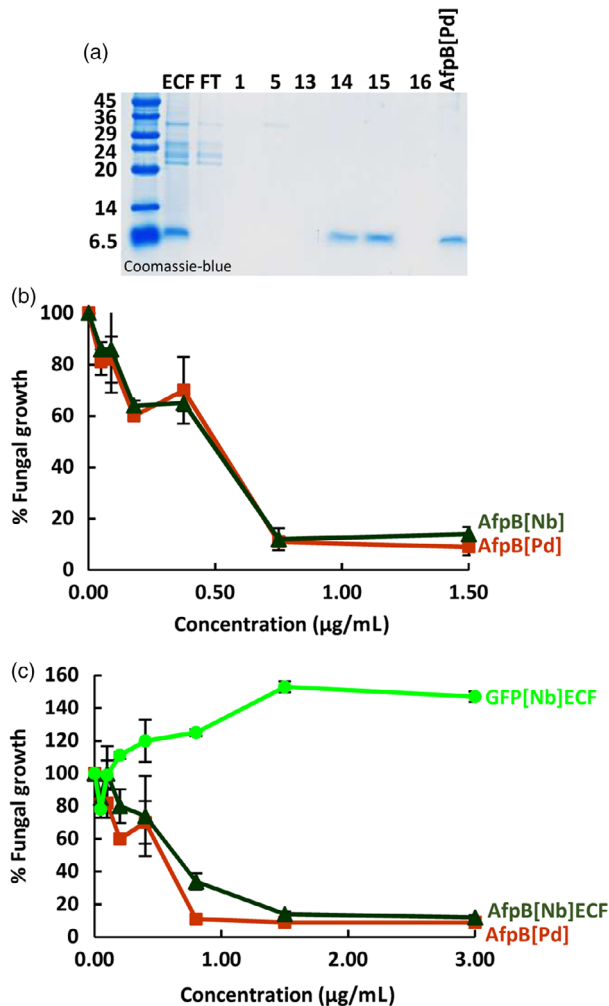 (a)
ECF FT 1 5 13 14 15 16 AfpB[Pd]
45
36
29
24
20
14
6.5
Coomassie-blue
(b)
100
80
60
40
20
0
% Fungal growth
0.00 0.50 1.00 1.50
Concentration (µg/mL)
AfpB[Nb]
AfpB[Pd]
(c)
160
140
120
100
80
60
40
20
0
% Fungal growth
0.00 1.00 2.00 3.00
Concentration (µg/mL)
GFP[Nb]ECF
AfpB[Nb]ECF
AfpB[Pd]